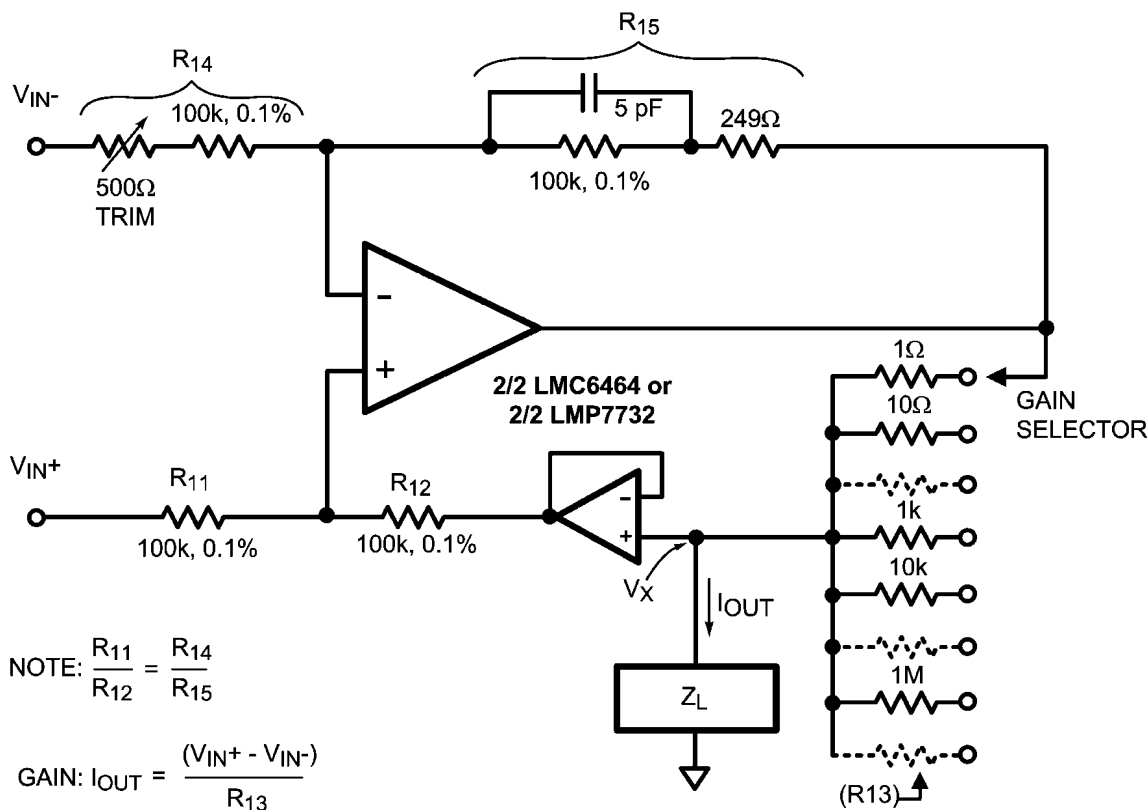 R15
R14
VIN-
100k, 0.1%
5 pF
249Ω
500Ω
TRIM
100k, 0.1%
-
+
2/2 LMC6464 or
2/2 LMP7732
1Ω
10Ω
GAIN
SELECTOR
VIN+
R11
R12
100k, 0.1%
100k, 0.1%
-
+
1k
10k
VX
IOUT
NOTE: R11/R12 = R14/R15
ZL
1M
GAIN: IOUT = (VIN+ - VIN-)/R13
(R13)